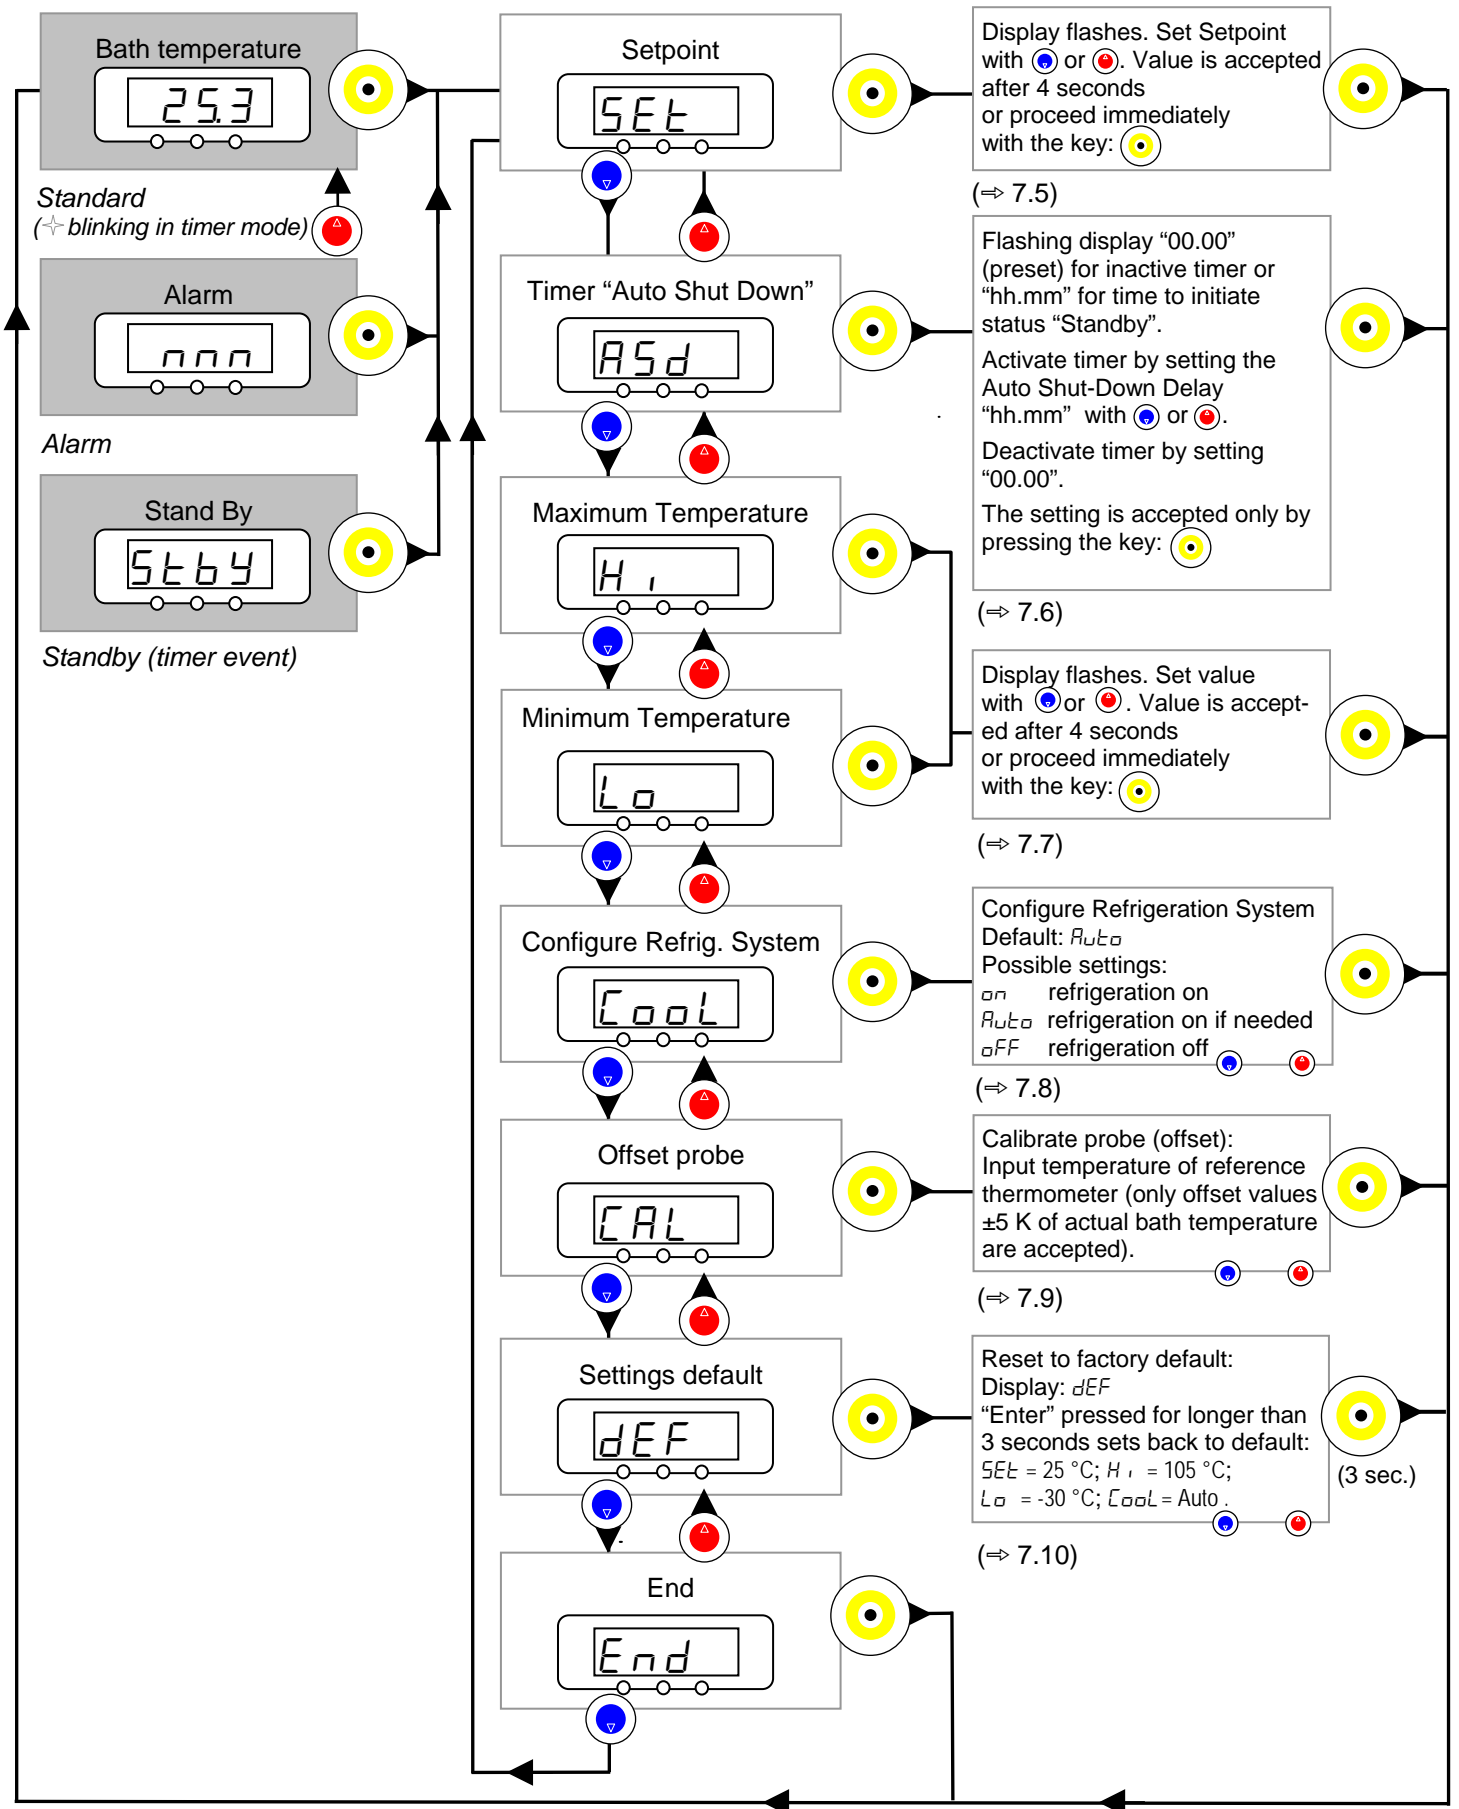 Bath temperature
25.3
Standard
(✧ blinking in timer mode)
Alarm
nnn
Alarm
Stand By
Stby
Standby (timer event)
Setpoint
SEt
Timer “Auto Shut Down”
ASd
Maximum Temperature
Hi
Minimum Temperature
Lo
Configure Refrig. System
CooL
Offset probe
CAL
Settings default
dEF
End
End
Display flashes. Set Setpoint
with or . Value is accepted
after 4 seconds
or proceed immediately
with the key:
(⇨ 7.5)
Flashing display “00.00”
(preset) for inactive timer or
“hh.mm” for time to initiate
status “Standby”.
Activate timer by setting the
Auto Shut-Down Delay
“hh.mm” with or .
Deactivate timer by setting
“00.00”.
The setting is accepted only by
pressing the key:
(⇨ 7.6)
Display flashes. Set value
with or . Value is accept-
ed after 4 seconds
or proceed immediately
with the key:
(⇨ 7.7)
Configure Refrigeration System
Default: Auto
Possible settings:
on refrigeration on
Auto refrigeration on if needed
oFF refrigeration off
(⇨ 7.8)
Calibrate probe (offset):
Input temperature of reference
thermometer (only offset values
±5 K of actual bath temperature
are accepted).
(⇨ 7.9)
Reset to factory default:
Display: dEF
“Enter” pressed for longer than
3 seconds sets back to default:
SEt = 25 °C; Hi = 105 °C;
Lo = -30 °C; CooL = Auto .
(3 sec.)
(⇨ 7.10)